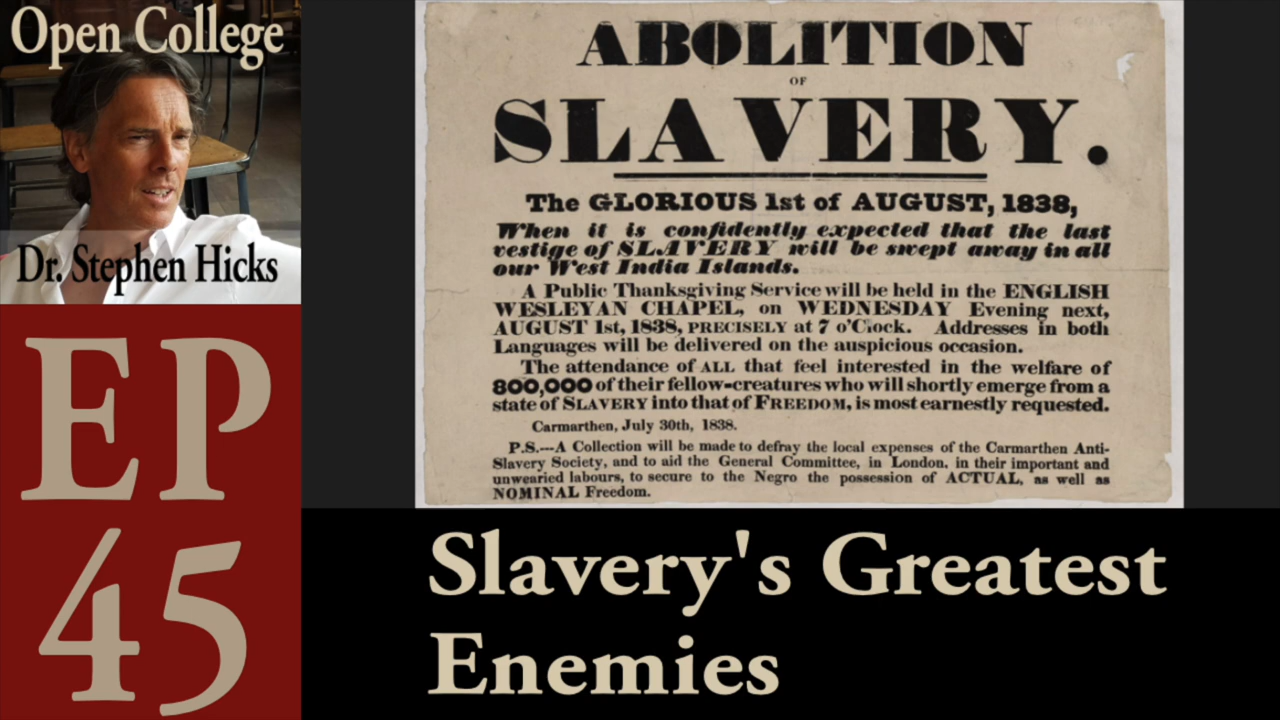 Open College
Dr. Stephen Hicks
EP
45
ABOLITION
OF
SLAVERY.
The GLORIOUS 1st of AUGUST, 1838,
When it is confidently expected that the last
vestige of SLAVERY will be swept away in all
our West India Islands.
A Public Thanksgiving Service will be held in the ENGLISH
WESLEYAN CHAPEL, on WEDNESDAY Evening next,
AUGUST 1st, 1838, PRECISELY at 7 o'Clock. Addresses in both
Languages will be delivered on the auspicious occasion.
The attendance of ALL that feel interested in the welfare of
800,000 of their fellow-creatures who will shortly emerge from a
state of SLAVERY into that of FREEDOM, is most earnestly requested.
Carmarthen, July 30th, 1838.
P.S.---A Collection will be made to defray the local expenses of the Carmarthen Anti-
Slavery Society, and to aid the General Committee, in London, in their important and
unwearied labours, to secure to the Negro the possession of ACTUAL, as well as
NOMINAL Freedom.
Slavery's Greatest
Enemies